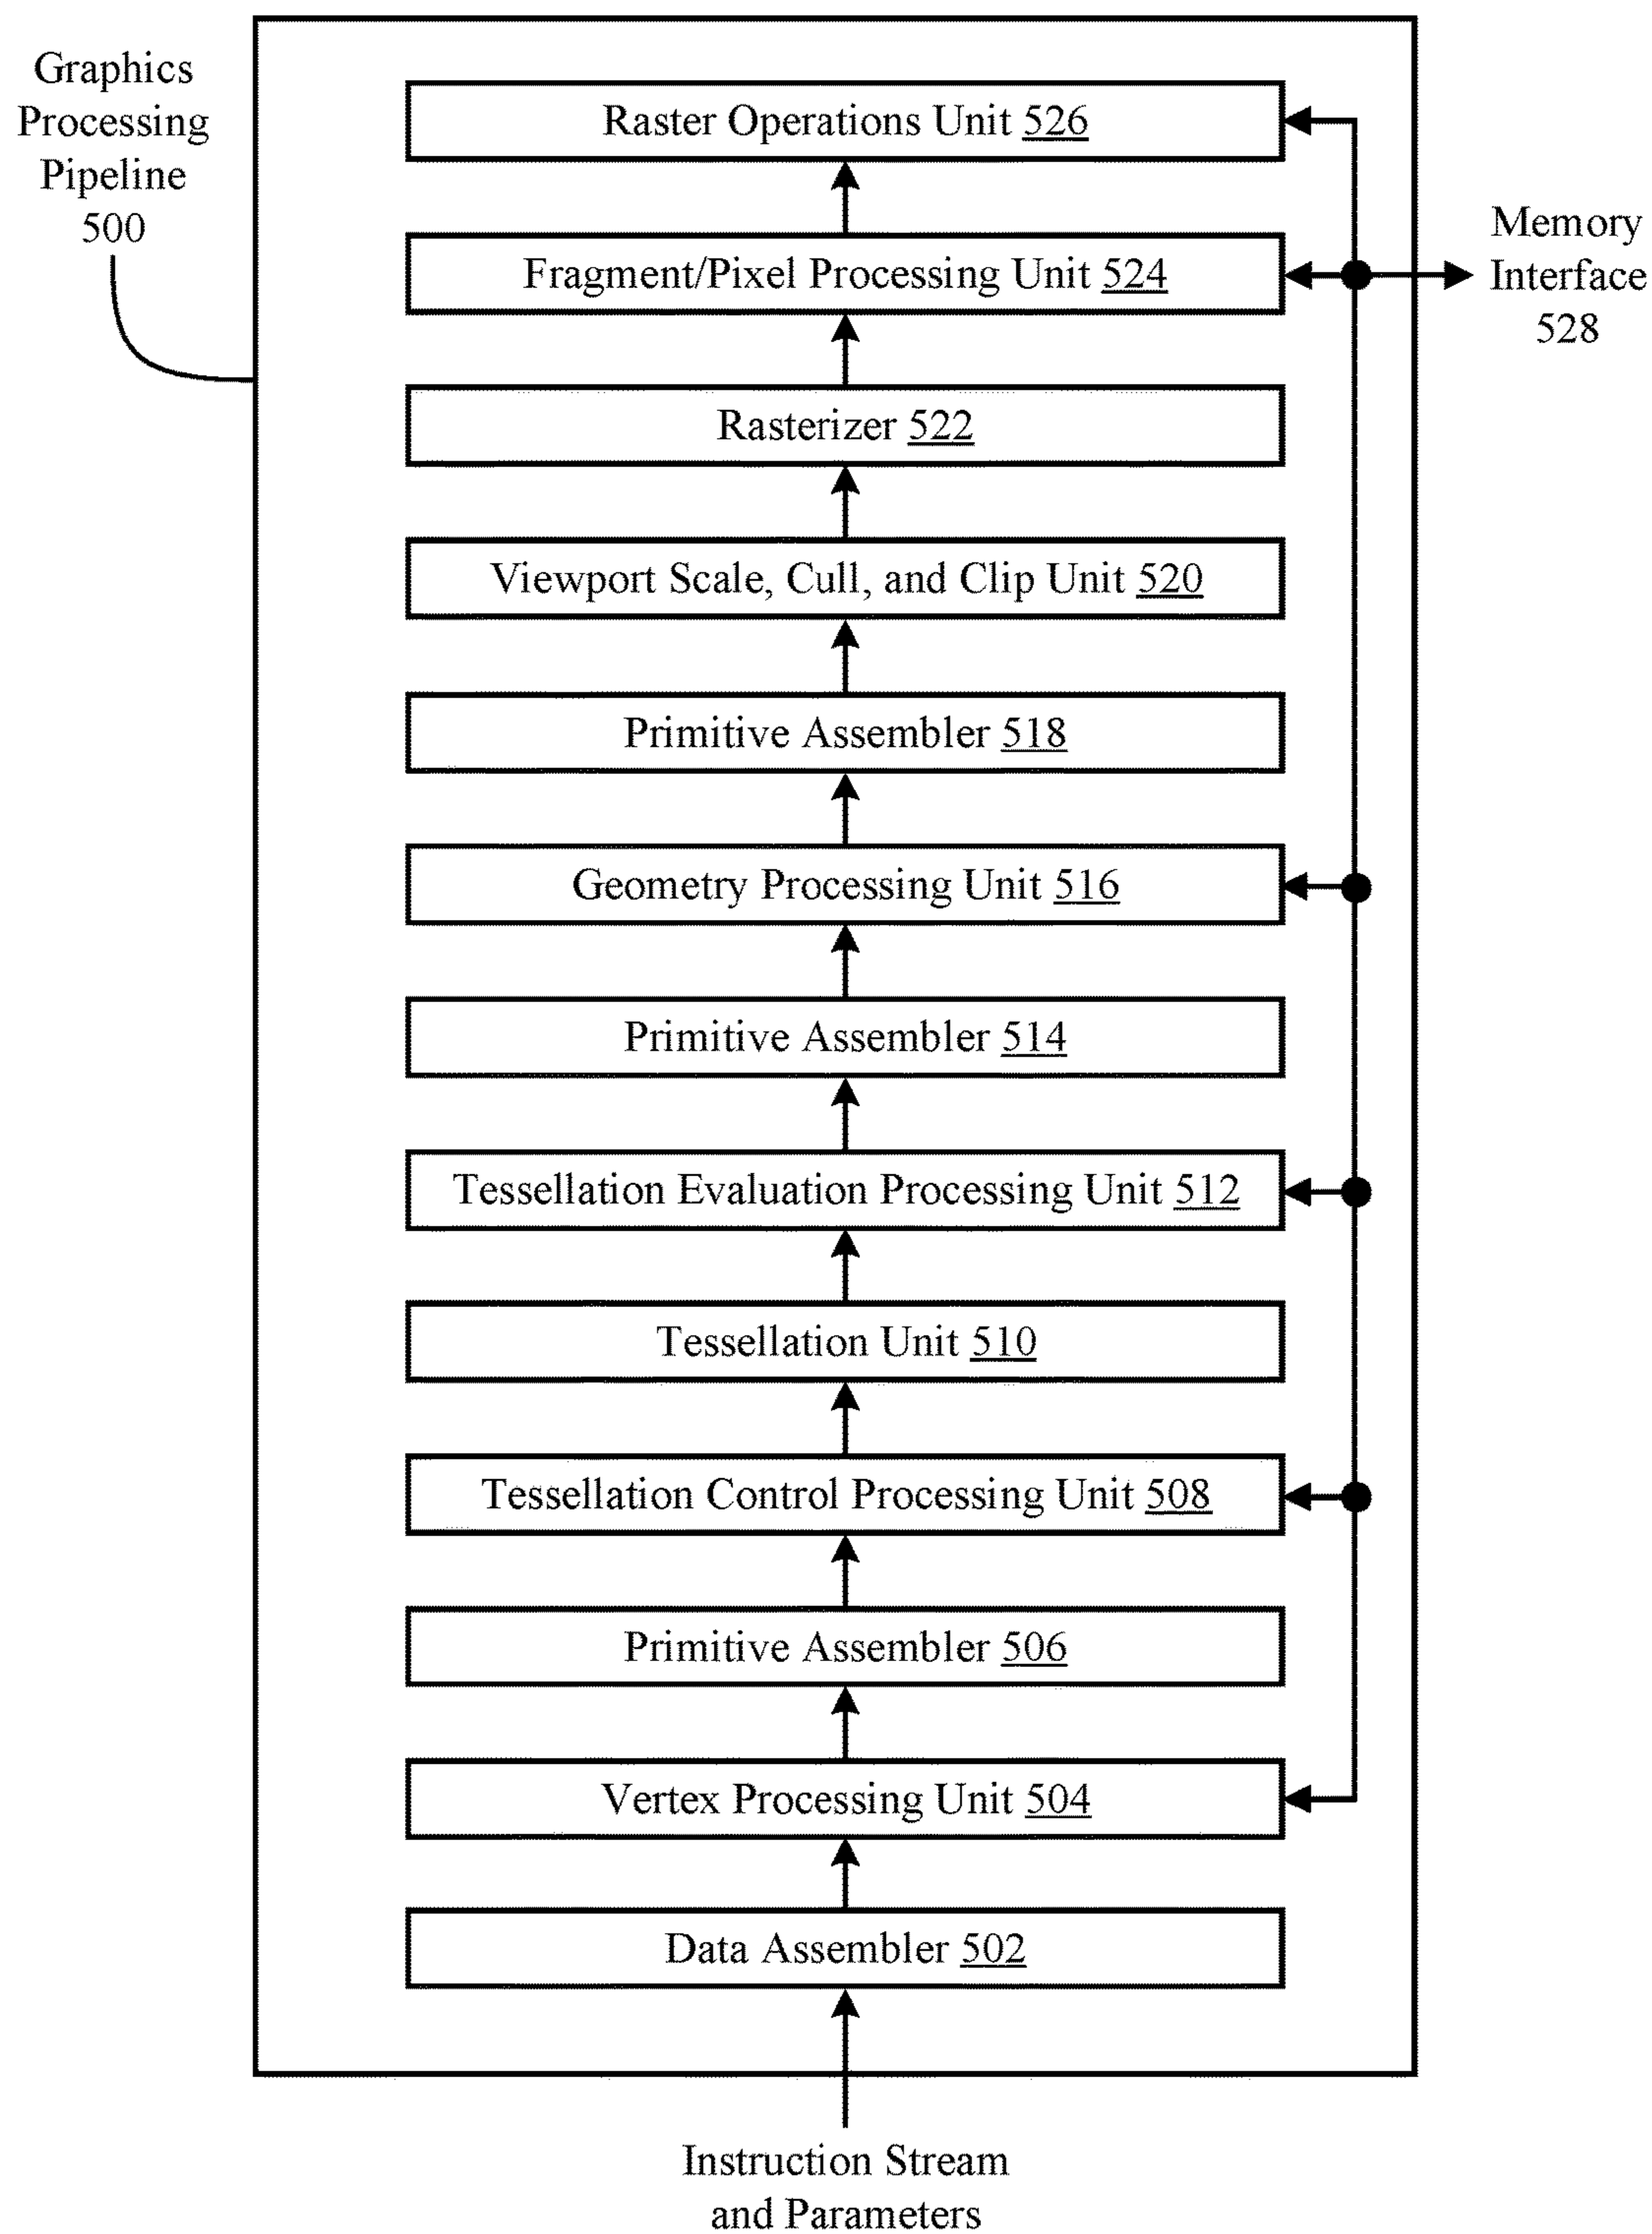 Graphics
Processing
Pipeline
500
Raster Operations Unit 526
Memory
Interface
528
Fragment/Pixel Processing Unit 524
Rasterizer 522
Viewport Scale, Cull, and Clip Unit 520
Primitive Assembler 518
Geometry Processing Unit 516
Primitive Assembler 514
Tessellation Evaluation Processing Unit 512
Tessellation Unit 510
Tessellation Control Processing Unit 508
Primitive Assembler 506
Vertex Processing Unit 504
Data Assembler 502
Instruction Stream
and Parameters